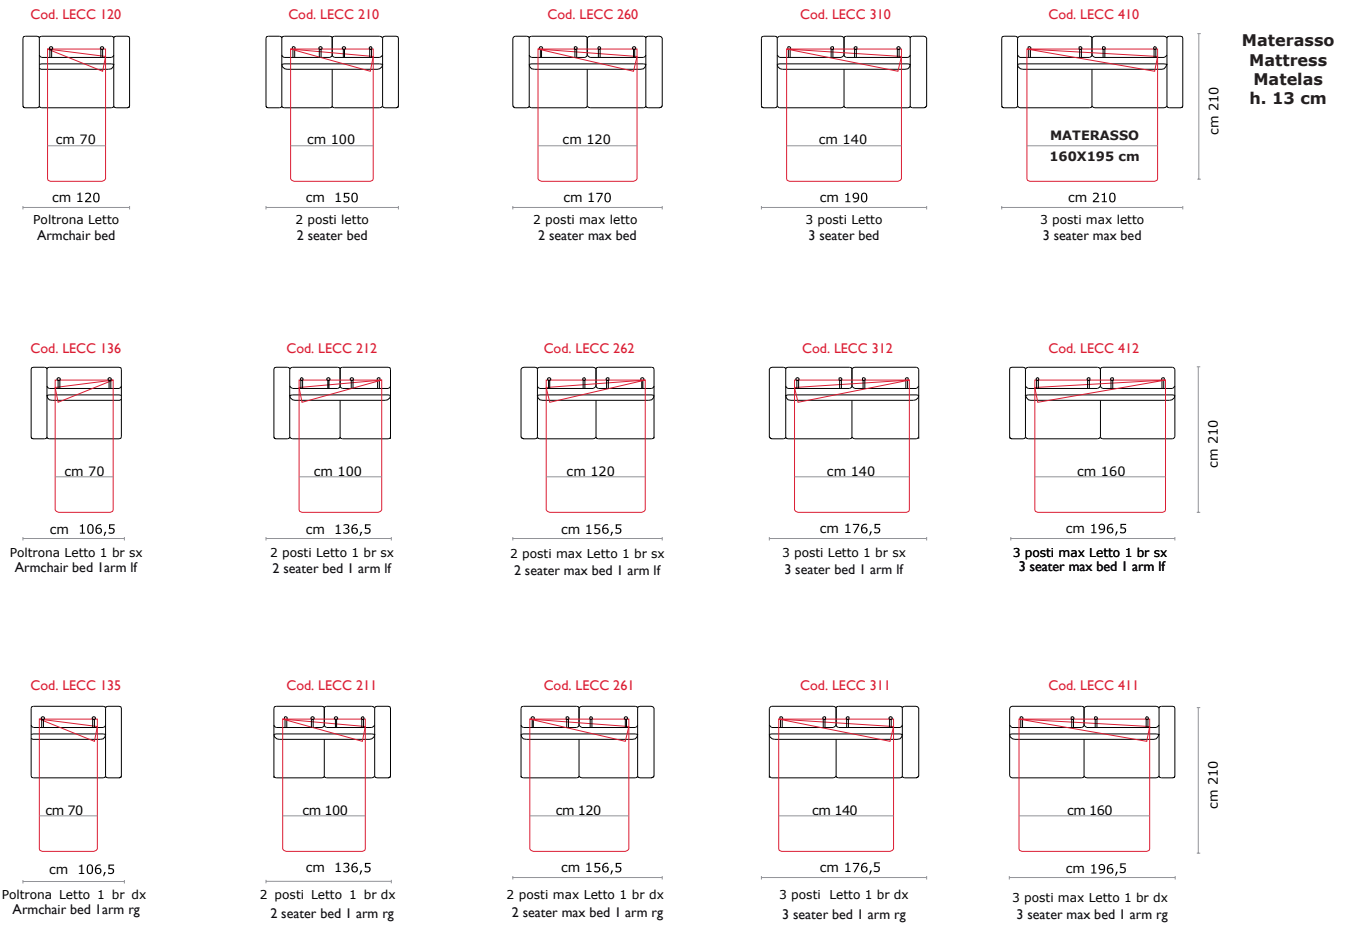 Cod. LECC 120
Cod. LECC 210
Cod. LECC 260
Cod. LECC 310
Cod. LECC 410
Materasso
Mattress
Matelas
h. 13 cm
cm 210
cm 70
cm 100
cm 120
cm 140
MATERASSO
160X195 cm
cm 120
cm 150
cm 170
cm 190
cm 210
Poltrona Letto
Armchair bed
2 posti letto
2 seater bed
2 posti max letto
2 seater max bed
3 posti Letto
3 seater bed
3 posti max letto
3 seater max bed
Cod. LECC 136
Cod. LECC 212
Cod. LECC 262
Cod. LECC 312
Cod. LECC 412
cm 210
cm 70
cm 100
cm 120
cm 140
cm 160
cm 106,5
cm 136,5
cm 156,5
cm 176,5
cm 196,5
Poltrona Letto 1 br sx
Armchair bed 1arm lf
2 posti Letto 1 br sx
2 seater bed 1 arm lf
2 posti max Letto 1 br sx
2 seater max bed 1 arm lf
3 posti Letto 1 br sx
3 seater bed 1 arm lf
3 posti max Letto 1 br sx
3 seater max bed 1 arm lf
Cod. LECC 135
Cod. LECC 211
Cod. LECC 261
Cod. LECC 311
Cod. LECC 411
cm 210
cm 70
cm 100
cm 120
cm 140
cm 160
cm 106,5
cm 136,5
cm 156,5
cm 176,5
cm 196,5
Poltrona Letto 1 br dx
Armchair bed 1arm rg
2 posti Letto 1 br dx
2 seater bed 1 arm rg
2 posti max Letto 1 br dx
2 seater max bed 1 arm rg
3 posti Letto 1 br dx
3 seater bed 1 arm rg
3 posti max Letto 1 br dx
3 seater max bed 1 arm rg